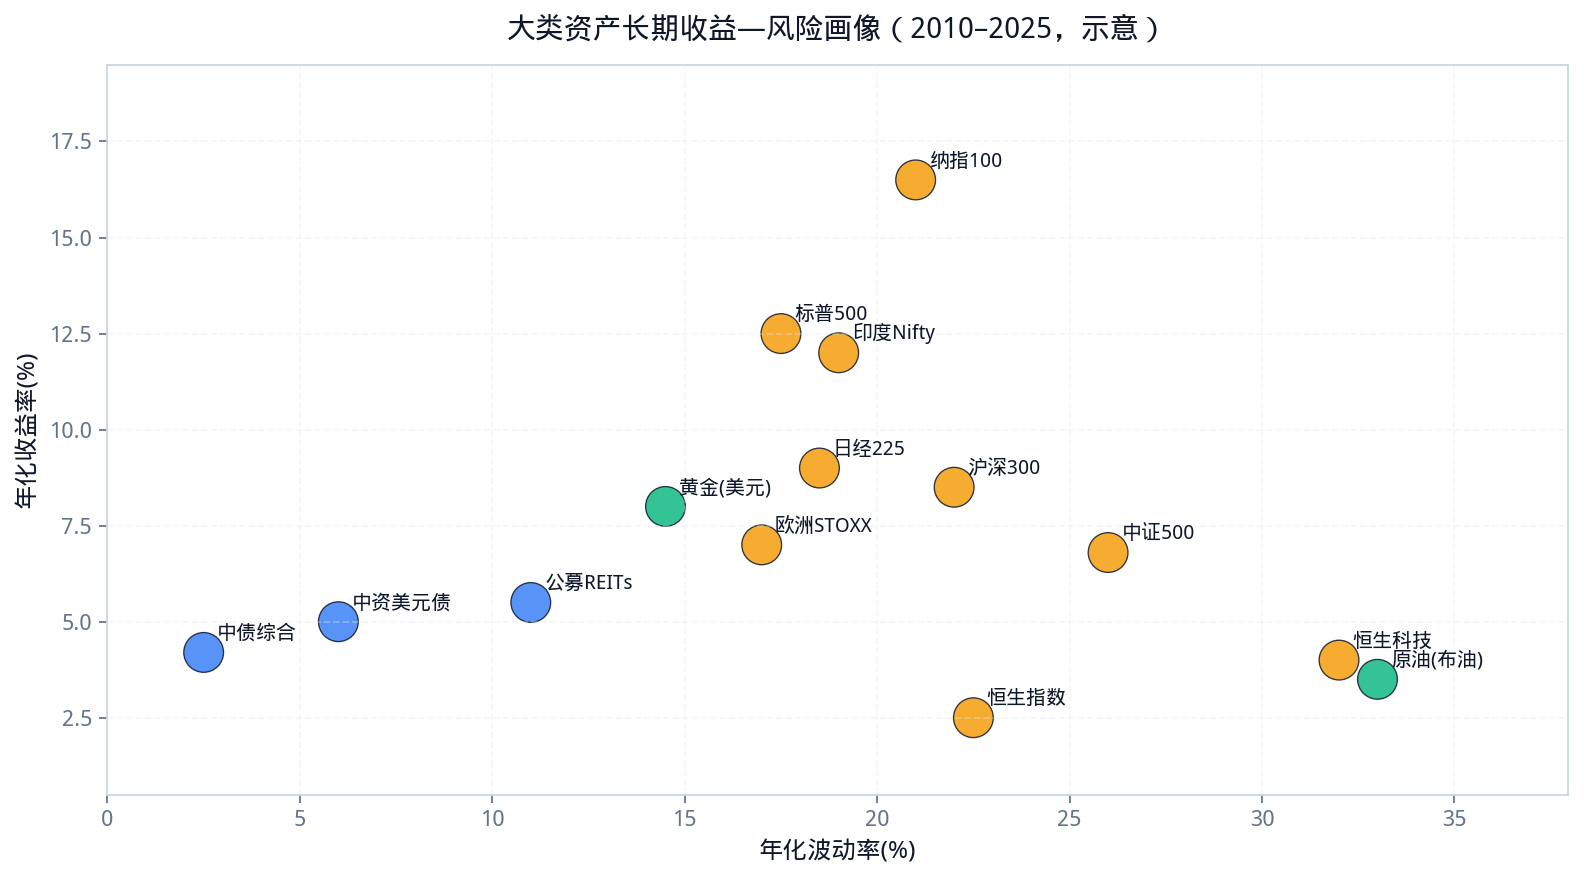 大类资产长期收益—风险画像（2010–2025，示意）
年化收益率(%)
17.5
15.0
12.5
10.0
7.5
5.0
2.5
纳指100
标普500
印度Nifty
日经225
沪深300
黄金(美元)
欧洲STOXX
中证500
公募REITs
中资美元债
中债综合
恒生科技
原油(布油)
恒生指数
0
5
10
15
20
25
30
35
年化波动率(%)